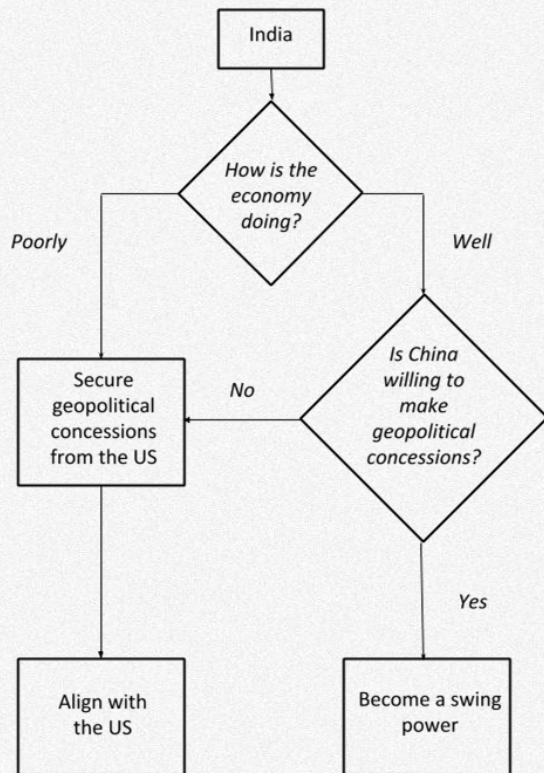 India
How is the
economy
doing?
Poorly
Well
Is China
willing to
make
geopolitical
concessions?
No
Secure
geopolitical
concessions
from the US
Yes
Align with
the US
Become a swing
power